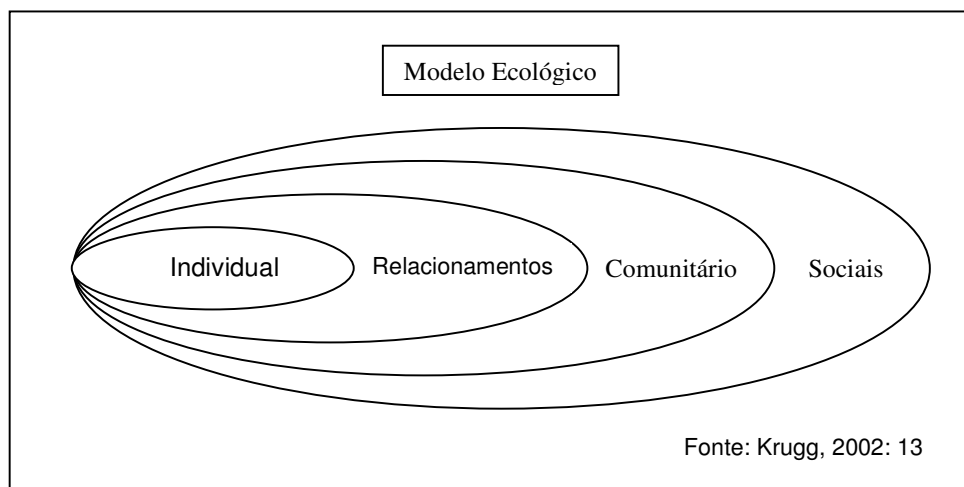 Modelo Ecológico
Individual Relacionamentos Comunitário Sociais
Fonte: Krugg, 2002: 13